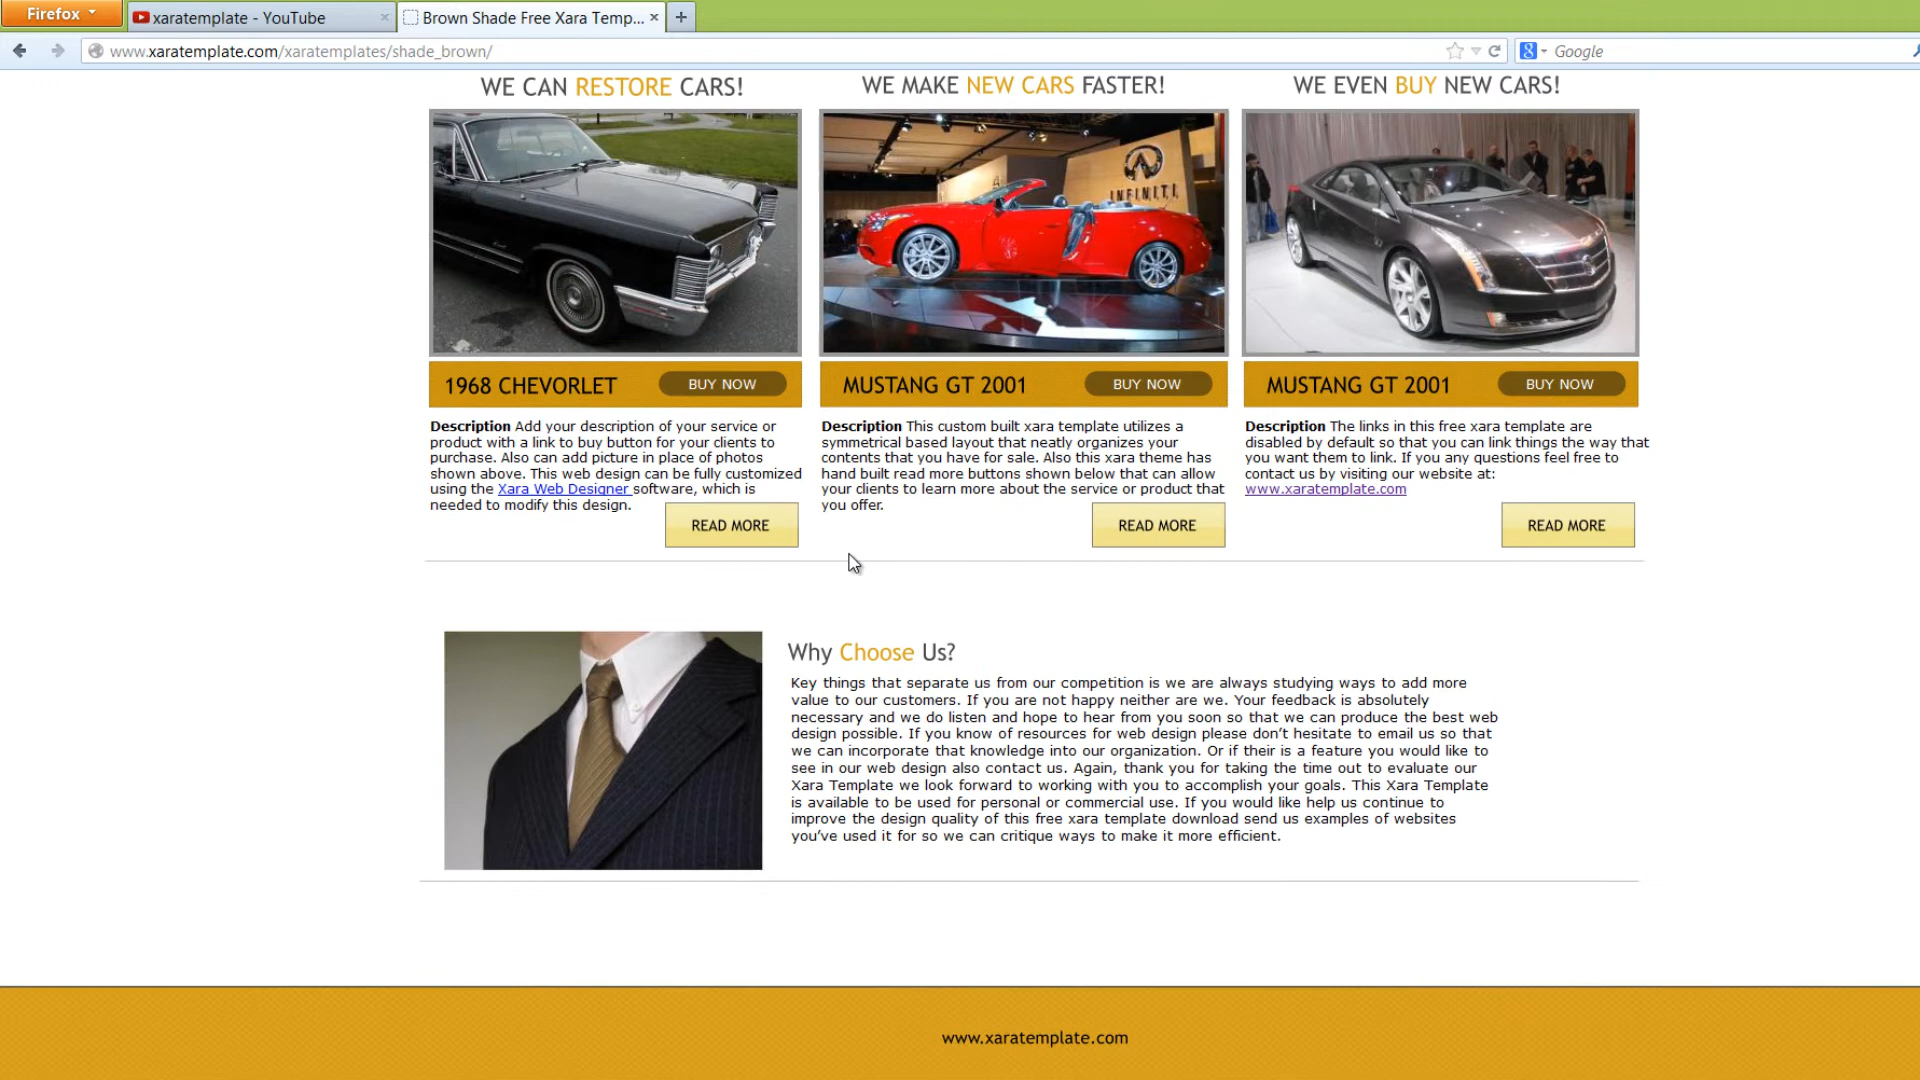 Firefox
xaratemplate - YouTube
Brown Shade Free Xara Temp...
www.xaratemplate.com/xaratemplates/shade_brown/
Google
WE CAN RESTORE CARS!
WE MAKE NEW CARS FASTER!
WE EVEN BUY NEW CARS!
INFINITI
1968 CHEVORLET
BUY NOW
MUSTANG GT 2001
BUY NOW
MUSTANG GT 2001
BUY NOW
Description Add your description of your service or
product with a link to buy button for your clients to
purchase. Also can add picture in place of photos
shown above. This web design can be fully customized
using the Xara Web Designer software, which is
needed to modify this design.
READ MORE
Description This custom built xara template utilizes a
symmetrical based layout that neatly organizes your
contents that you have for sale. Also this xara theme has
hand built read more buttons shown below that can allow
your clients to learn more about the service or product that
you offer.
READ MORE
Description The links in this free xara template are
disabled by default so that you can link things the way that
you want them to link. If you any questions feel free to
contact us by visiting our website at:
www.xaratemplate.com
READ MORE
Why Choose Us?
Key things that separate us from our competition is we are always studying ways to add more
value to our customers. If you are not happy neither are we. Your feedback is absolutely
necessary and we do listen and hope to hear from you soon so that we can produce the best web
design possible. If you know of resources for web design please don't hesitate to email us so that
we can incorporate that knowledge into our organization. Or if their is a feature you would like to
see in our web design also contact us. Again, thank you for taking the time out to evaluate our
Xara Template we look forward to working with you to accomplish your goals. This Xara Template
is available to be used for personal or commercial use. If you would like help us continue to
improve the design quality of this free xara template download send us examples of websites
you've used it for so we can critique ways to make it more efficient.
www.xaratemplate.com